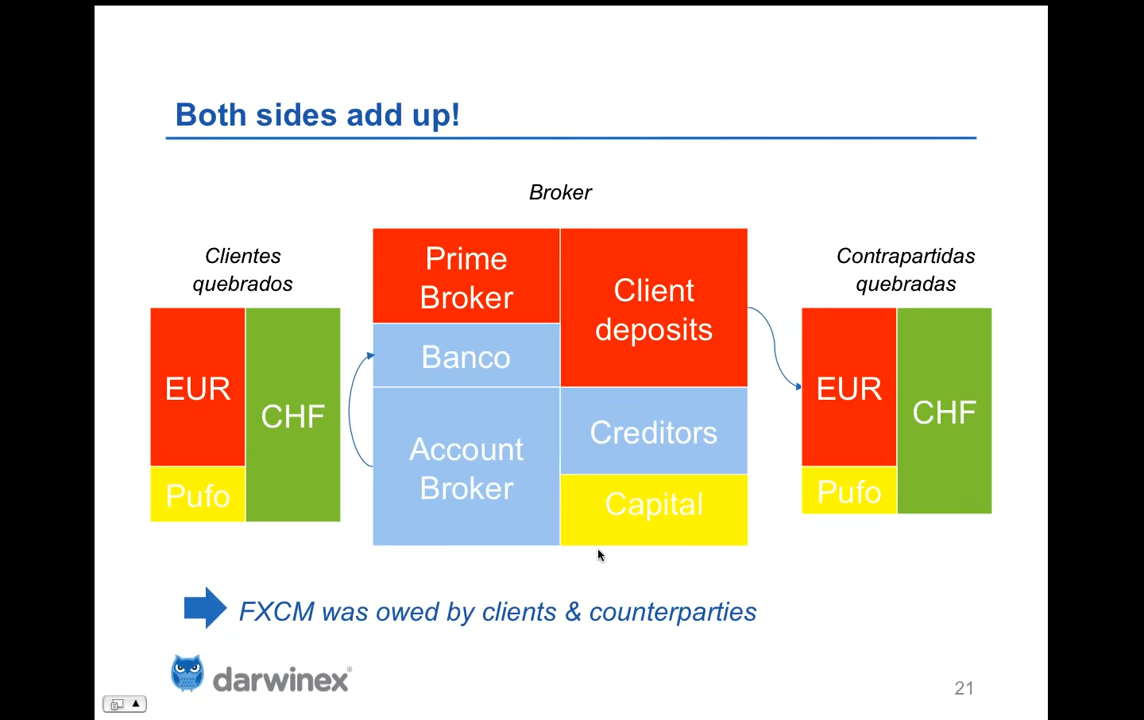 Both sides add up!
Broker
Clientes
quebrados
Contrapartidas
quebradas
EUR
CHF
Pufo
Prime
Broker
Banco
Account
Broker
Client
deposits
Creditors
Capital
EUR
CHF
Pufo
FXCM was owed by clients & counterparties
darwinex®
21